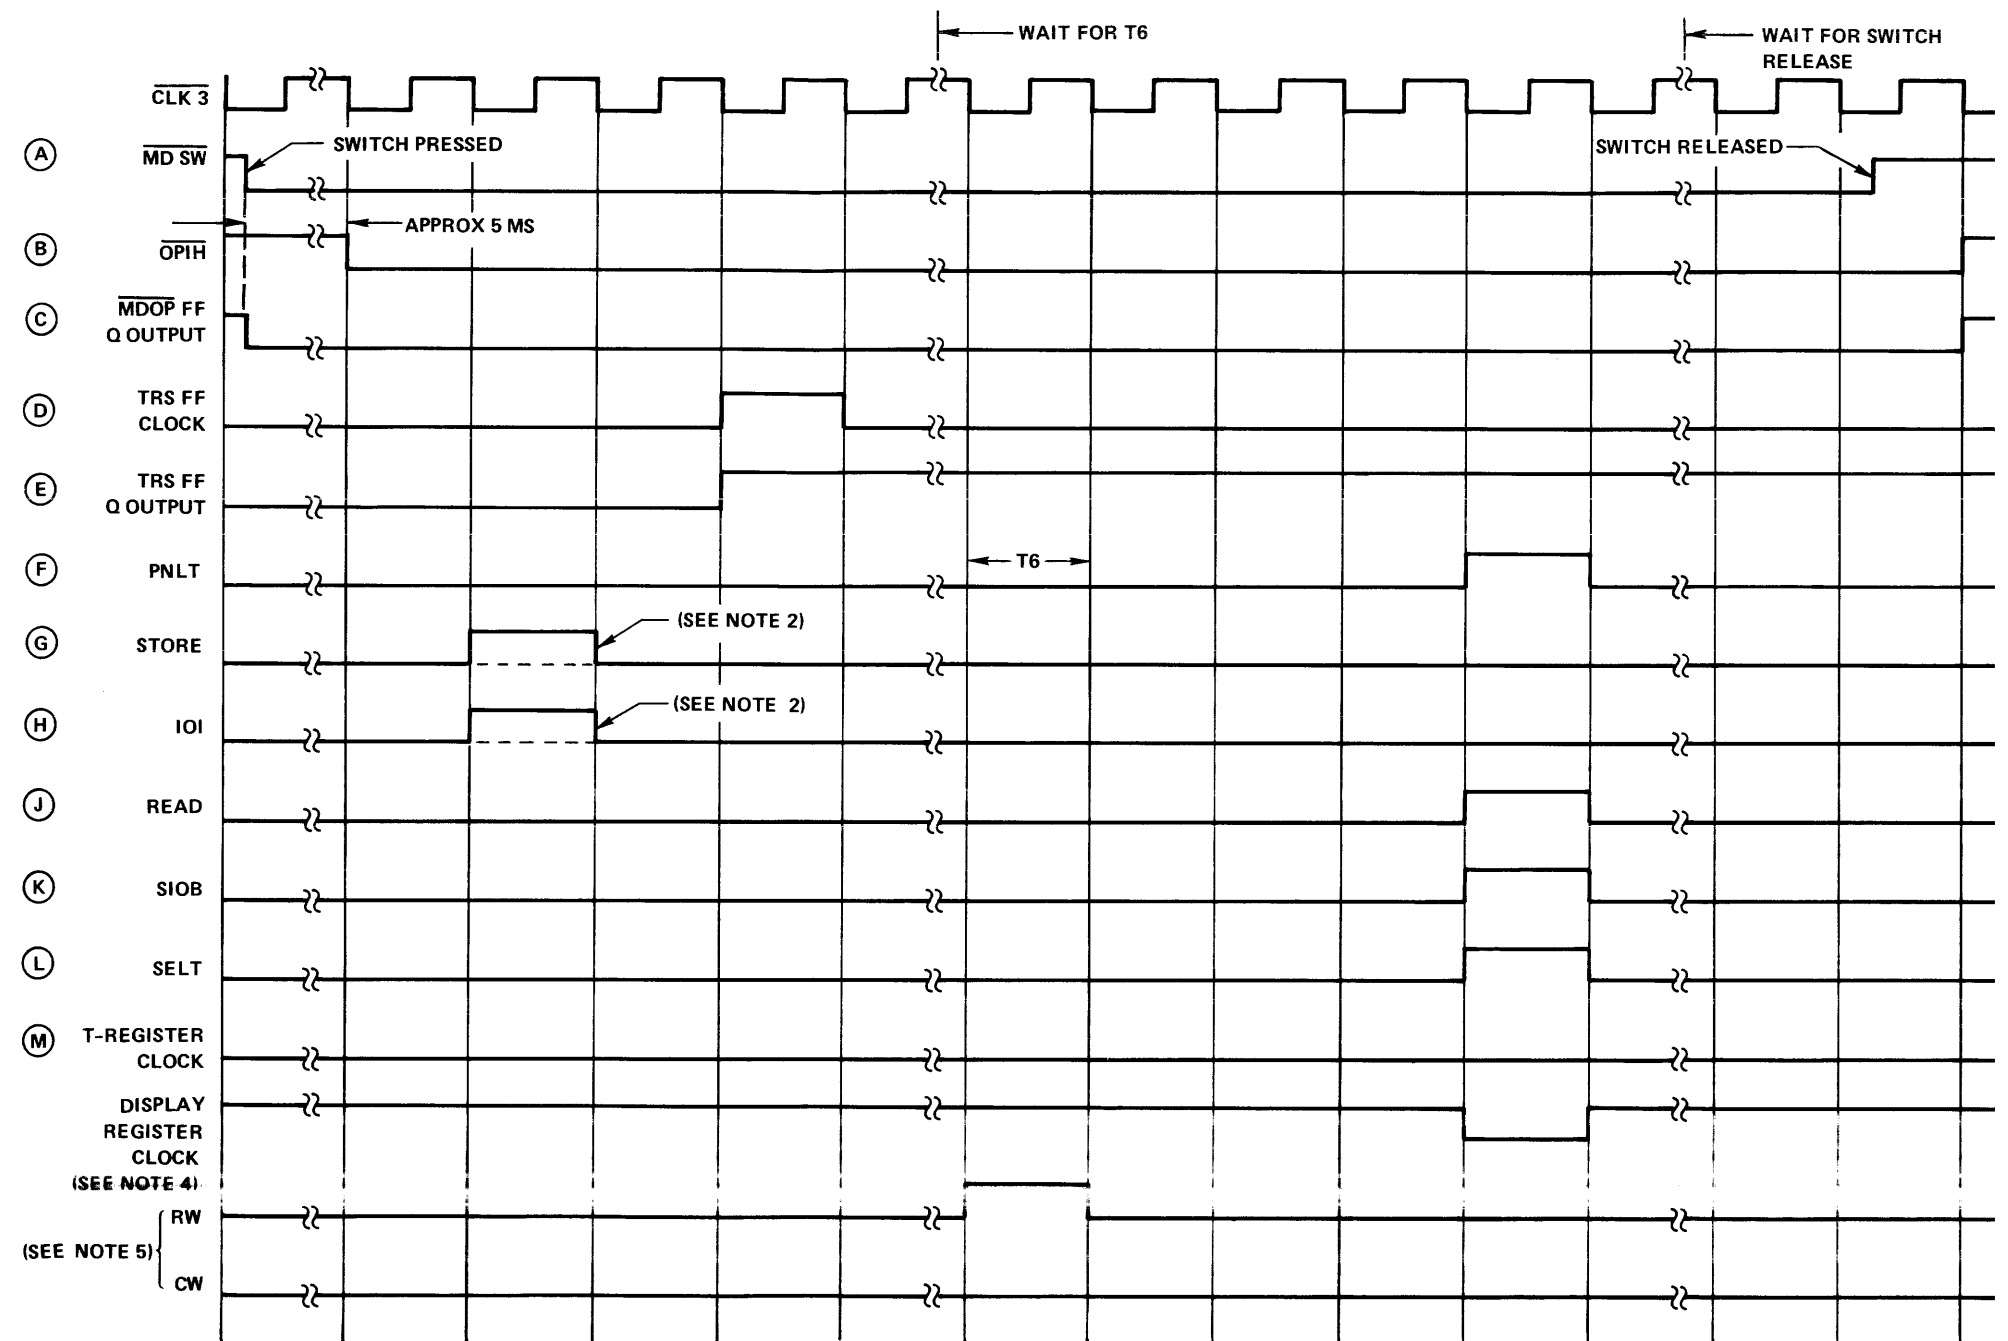 WAIT FOR T6
WAIT FOR SWITCH
RELEASE
CLK 3
A
MD SW
SWITCH PRESSED
SWITCH RELEASED
APPROX 5 MS
B
OPIH
C
MDOP FF
Q OUTPUT
D
TRS FF
CLOCK
E
TRS FF
Q OUTPUT
F
PNLT
T6
G
STORE
(SEE NOTE 2)
H
IOI
(SEE NOTE 2)
J
READ
K
SIOB
L
SELT
M
T-REGISTER
CLOCK
DISPLAY
REGISTER
CLOCK
(SEE NOTE 4)
RW
(SEE NOTE 5)
CW